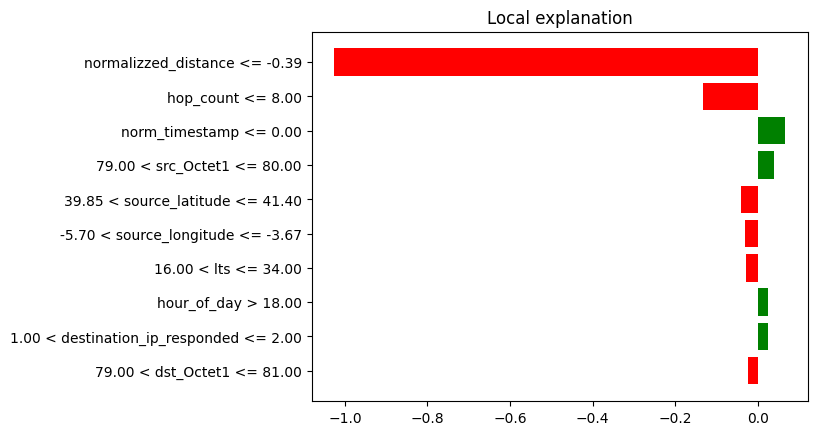 Local explanation
normalizzed_distance <= -0.39
hop_count <= 8.00
norm_timestamp <= 0.00
79.00 < src_Octet1 <= 80.00
39.85 < source_latitude <= 41.40
-5.70 < source_longitude <= -3.67
16.00 < lts <= 34.00
hour_of_day > 18.00
1.00 < destination_ip_responded <= 2.00
79.00 < dst_Octet1 <= 81.00
−1.0 −0.8 −0.6 −0.4 −0.2 0.0